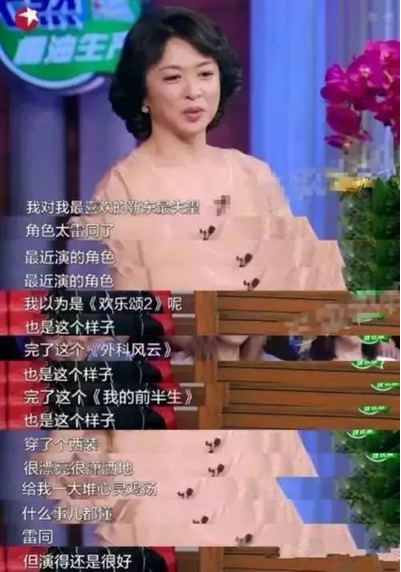 我对我最喜欢的靳东最失望
角色太雷同了
最近演的角色
最近演的角色
我以为是《欢乐颂2》呢
也是这个样子
完了这个《外科风云》
也是这个样子
完了这个《我的前半生》
也是这个样子
穿了个西装
很漂亮很潇洒地
给我一大堆心灵鸡汤
什么事儿都懂
雷同
但演得还是很好